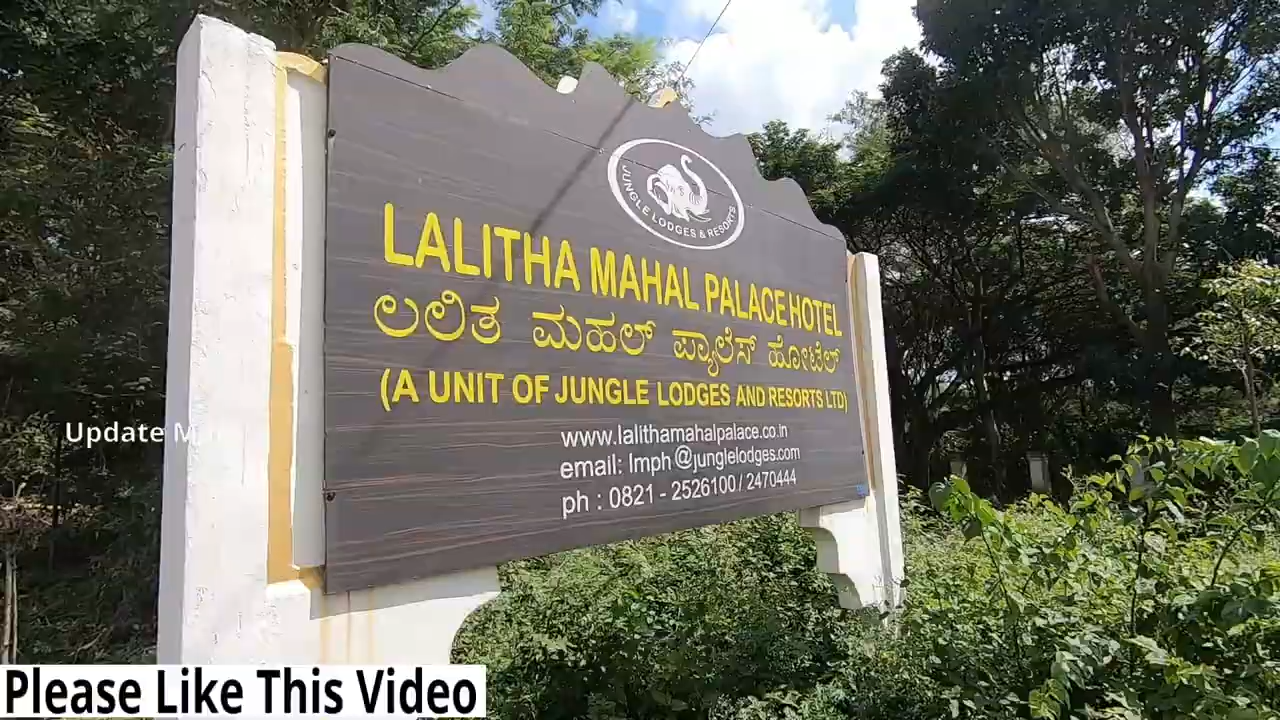 JUNGLE LODGES & RESORTS
LALITHA MAHAL PALACE HOTEL
ಲಲಿತ ಮಹಲ್ ಪ್ಯಾಲೆಸ್ ಹೋಟೆಲ್
(A UNIT OF JUNGLE LODGES AND RESORTS LTD)
www.lalithamahalpalace.co.in
email: lmph@junglelodges.com
ph : 0821 - 2526100 / 2470444
Update
Please Like This Video